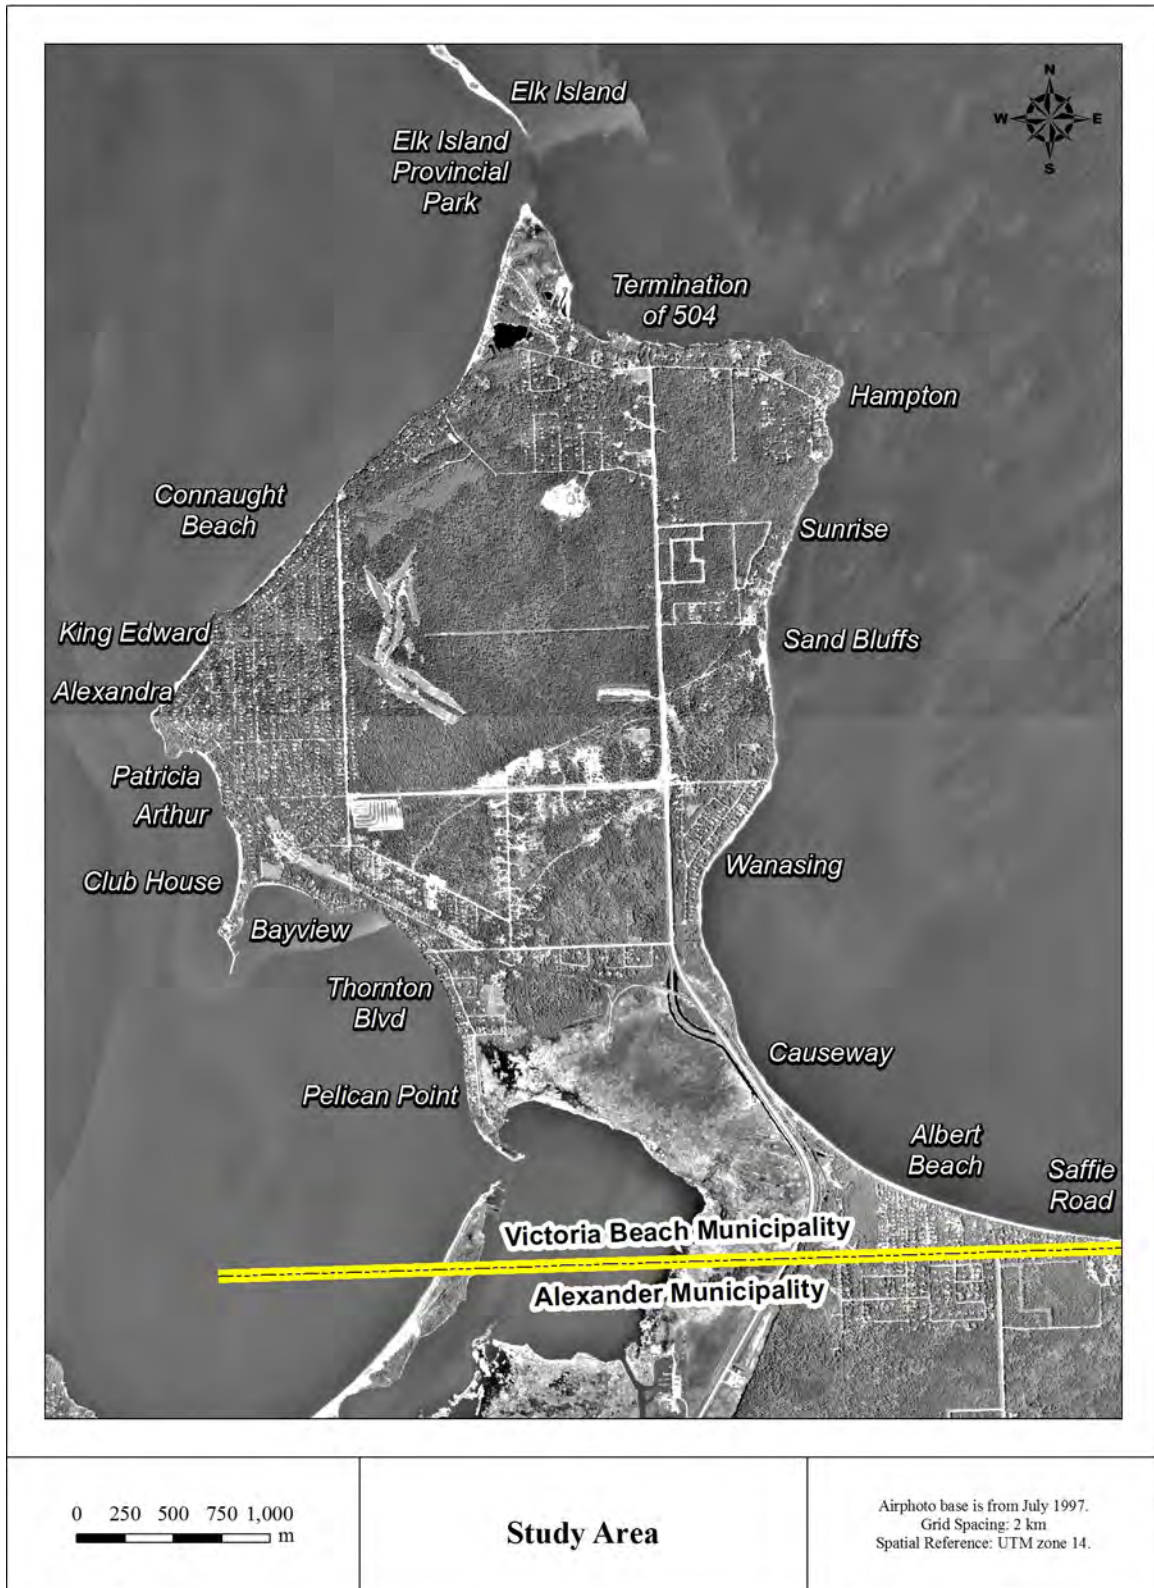 Elk Island
N
W
E
S
Elk Island
Provincial
Park
Termination
of 504
Hampton
Connaught
Beach
Sunrise
King Edward
Sand Bluffs
Alexandra
Patricia
Arthur
Wanasing
Club House
Bayview
Thornton
Blvd
Causeway
Pelican Point
Albert
Beach
Saffie
Road
Victoria Beach Municipality
Alexander Municipality
0 250 500 750 1,000
m
Study Area
Airphoto base is from July 1997.
Grid Spacing: 2 km
Spatial Reference: UTM zone 14.